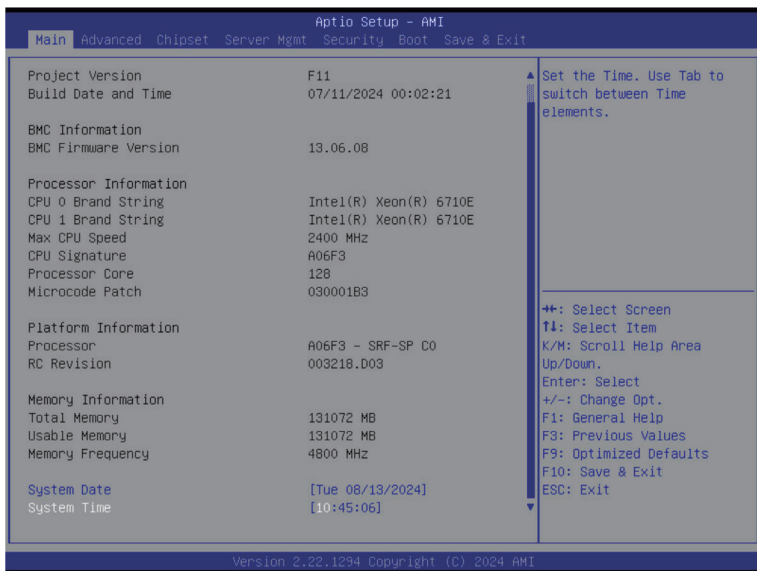 Aptio Setup – AMI
Main Advanced Chipset Server Mgmt Security Boot Save & Exit
Project Version F11
Build Date and Time 07/11/2024 00:02:21
BMC Information
BMC Firmware Version 13.06.08
Processor Information
CPU 0 Brand String Intel(R) Xeon(R) 6710E
CPU 1 Brand String Intel(R) Xeon(R) 6710E
Max CPU Speed 2400 MHz
CPU Signature A06F3
Processor Core 128
Microcode Patch 030001B3
Platform Information
Processor A06F3 – SRF-SP C0
RC Revision 003218.D03
Memory Information
Total Memory 131072 MB
Usable Memory 131072 MB
Memory Frequency 4800 MHz
System Date [Tue 08/13/2024]
System Time [10:45:06]
Set the Time. Use Tab to
switch between Time
elements.
→←: Select Screen
↑↓: Select Item
K/M: Scroll Help Area
Up/Down.
Enter: Select
+/-: Change Opt.
F1: General Help
F3: Previous Values
F9: Optimized Defaults
F10: Save & Exit
ESC: Exit
Version 2.22.1294 Copyright (C) 2024 AMI